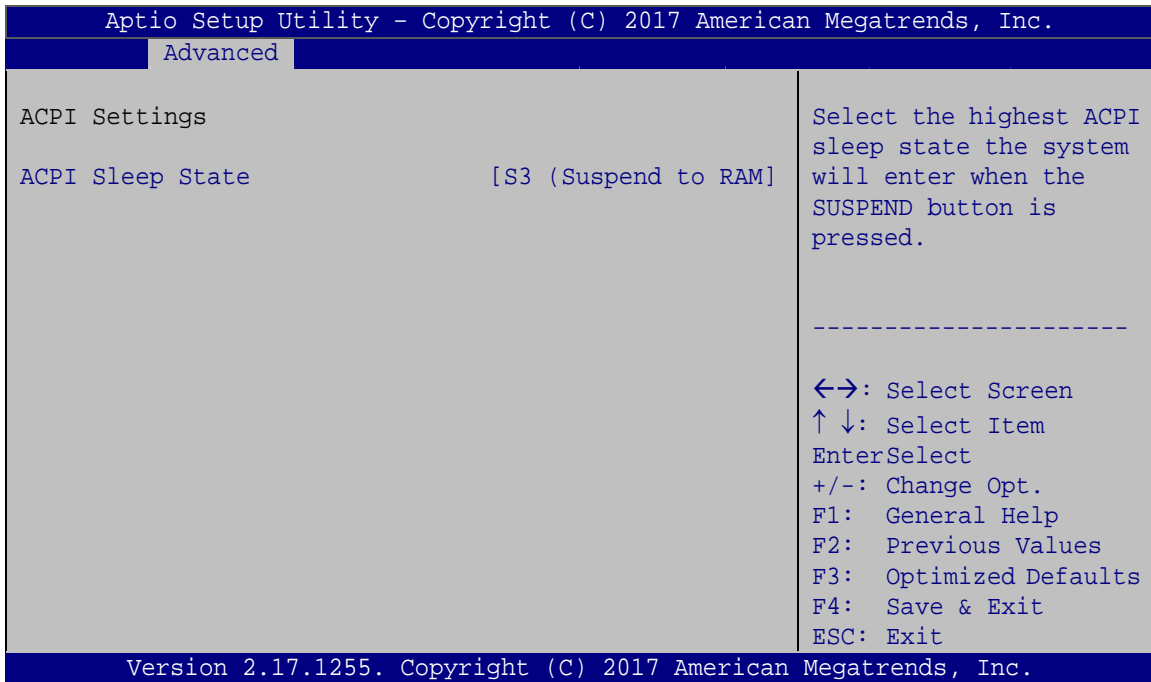 Aptio Setup Utility – Copyright (C) 2017 American Megatrends, Inc.
Advanced
ACPI Settings
ACPI Sleep State [S3 (Suspend to RAM]
Select the highest ACPI
sleep state the system
will enter when the
SUSPEND button is
pressed.
----------------------
←→: Select Screen
↑ ↓: Select Item
EnterSelect
+/-: Change Opt.
F1: General Help
F2: Previous Values
F3: Optimized Defaults
F4: Save & Exit
ESC: Exit
Version 2.17.1255. Copyright (C) 2017 American Megatrends, Inc.